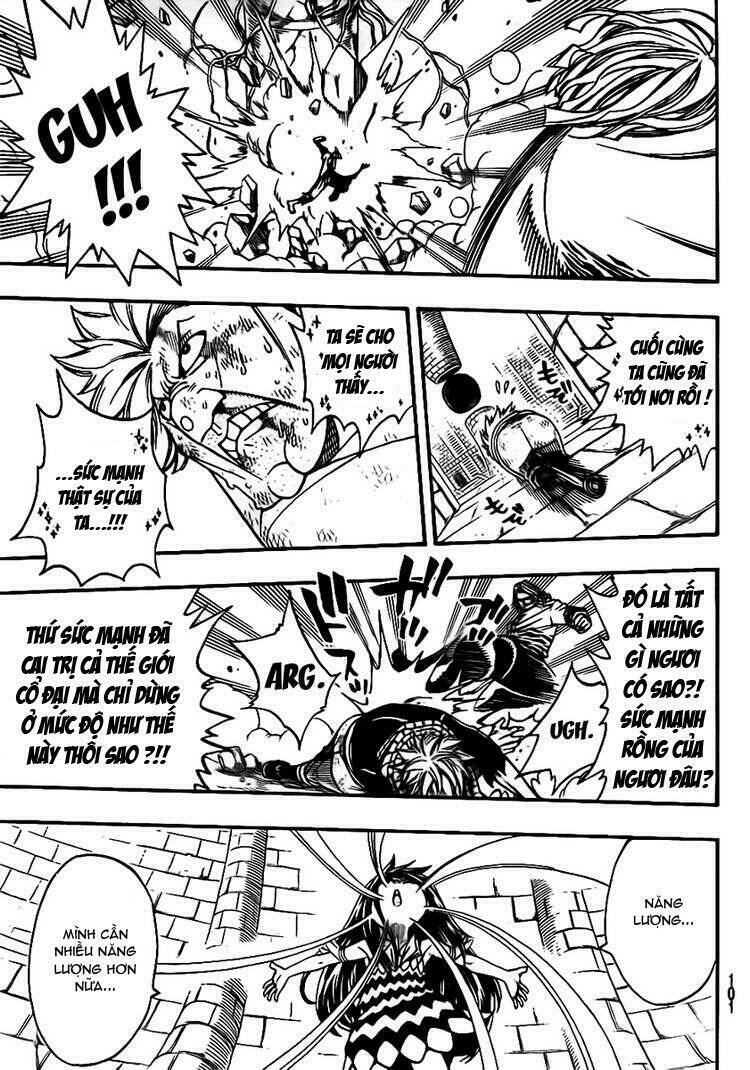 GUH
!!!
CUỐI CÙNG
TA CŨNG ĐÃ
TỚI NƠI RỒI !
TA SẼ CHO
MỌI NGƯỜI
THẤY...
...SỨC MẠNH
THẬT SỰ CỦA
TA....!!!
ĐÓ LÀ TẤT
CẢ NHỮNG
GÌ NGƯƠI
CÓ SAO?!
SỨC MẠNH
RỒNG CỦA
NGƯƠI ĐÂU?
UGH.
ARG.
THỨ SỨC MẠNH ĐÃ
CAI TRỊ CẢ THẾ GIỚI
CỔ ĐẠI MÀ CHỈ DỪNG
Ở MỨC ĐỘ NHƯ THẾ
NÀY THÔI SAO ?!!
NĂNG
LƯỢNG...
MÌNH CẦN
NHIỀU NĂNG
LƯỢNG HƠN
NỮA...
101